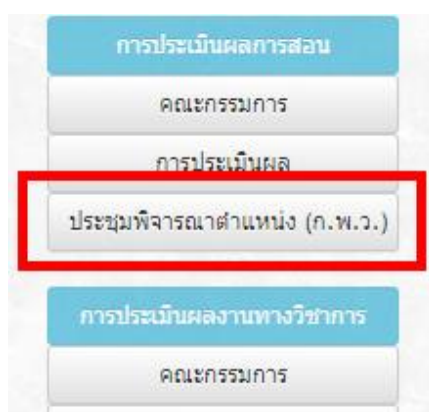 การประเมินผลการสอน
คณะกรรมการ
การประเมินผล
ประชุมพิจารณาตำแหน่ง (ก.พ.ว.)
การประเมินผลงานทางวิชาการ
คณะกรรมการ